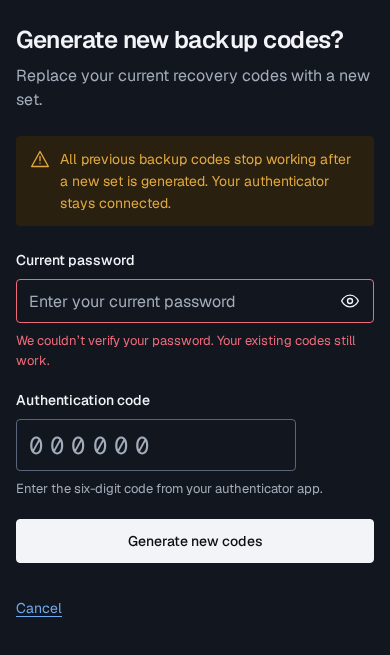 Generate new backup codes?
Replace your current recovery codes with a new
set.
All previous backup codes stop working after
a new set is generated. Your authenticator
stays connected.
Current password
Enter your current password
We couldn't verify your password. Your existing codes still
work.
Authentication code
000000
Enter the six-digit code from your authenticator app.
Generate new codes
Cancel